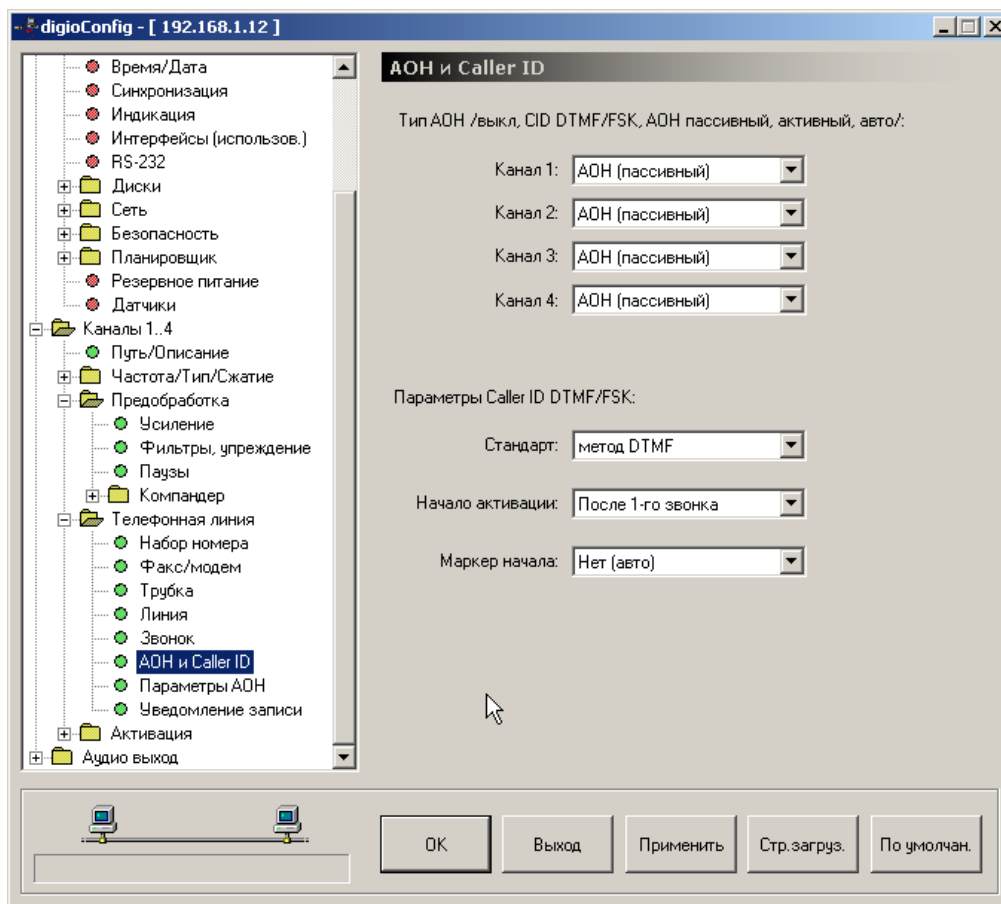 digioConfig - [ 192.168.1.12 ]
Время/Дата
Синхронизация
Индикация
Интерфейсы (использов.)
RS-232
Диски
Сеть
Безопасность
Планировщик
Резервное питание
Датчики
Каналы 1..4
Путь/Описание
Частота/Тип/Сжатие
Предобработка
Усиление
Фильтры, упреждение
Паузы
Компандер
Телефонная линия
Набор номера
Факс/модем
Трубка
Линия
Звонок
АОН и Caller ID
Параметры АОН
Уведомление записи
Активация
Аудио выход
АОН и Caller ID
Тип АОН /выкл, CID DTMF/FSK, АОН пассивный, активный, авто/:
Канал 1: АОН (пассивный)
Канал 2: АОН (пассивный)
Канал 3: АОН (пассивный)
Канал 4: АОН (пассивный)
Параметры Caller ID DTMF/FSK:
Стандарт: метод DTMF
Начало активации: После 1-го звонка
Маркер начала: Нет (авто)
OK Выход Применить Стр.загруз. По умолчан.